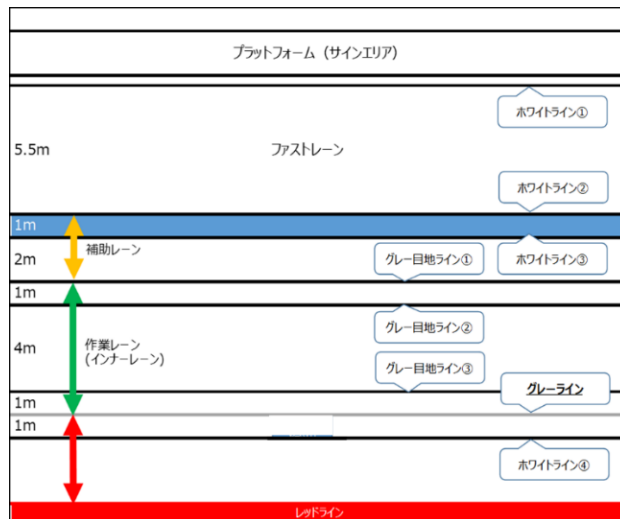 プラットフォーム（サインエリア）
ホワイトライン①
5.5m
ファストレーン
ホワイトライン②
1m
補助レーン
2m
グレー目地ライン①
ホワイトライン③
1m
グレー目地ライン②
4m
作業レーン
(インナーレーン)
グレー目地ライン③
グレーライン
1m
1m
ホワイトライン④
レッドライン